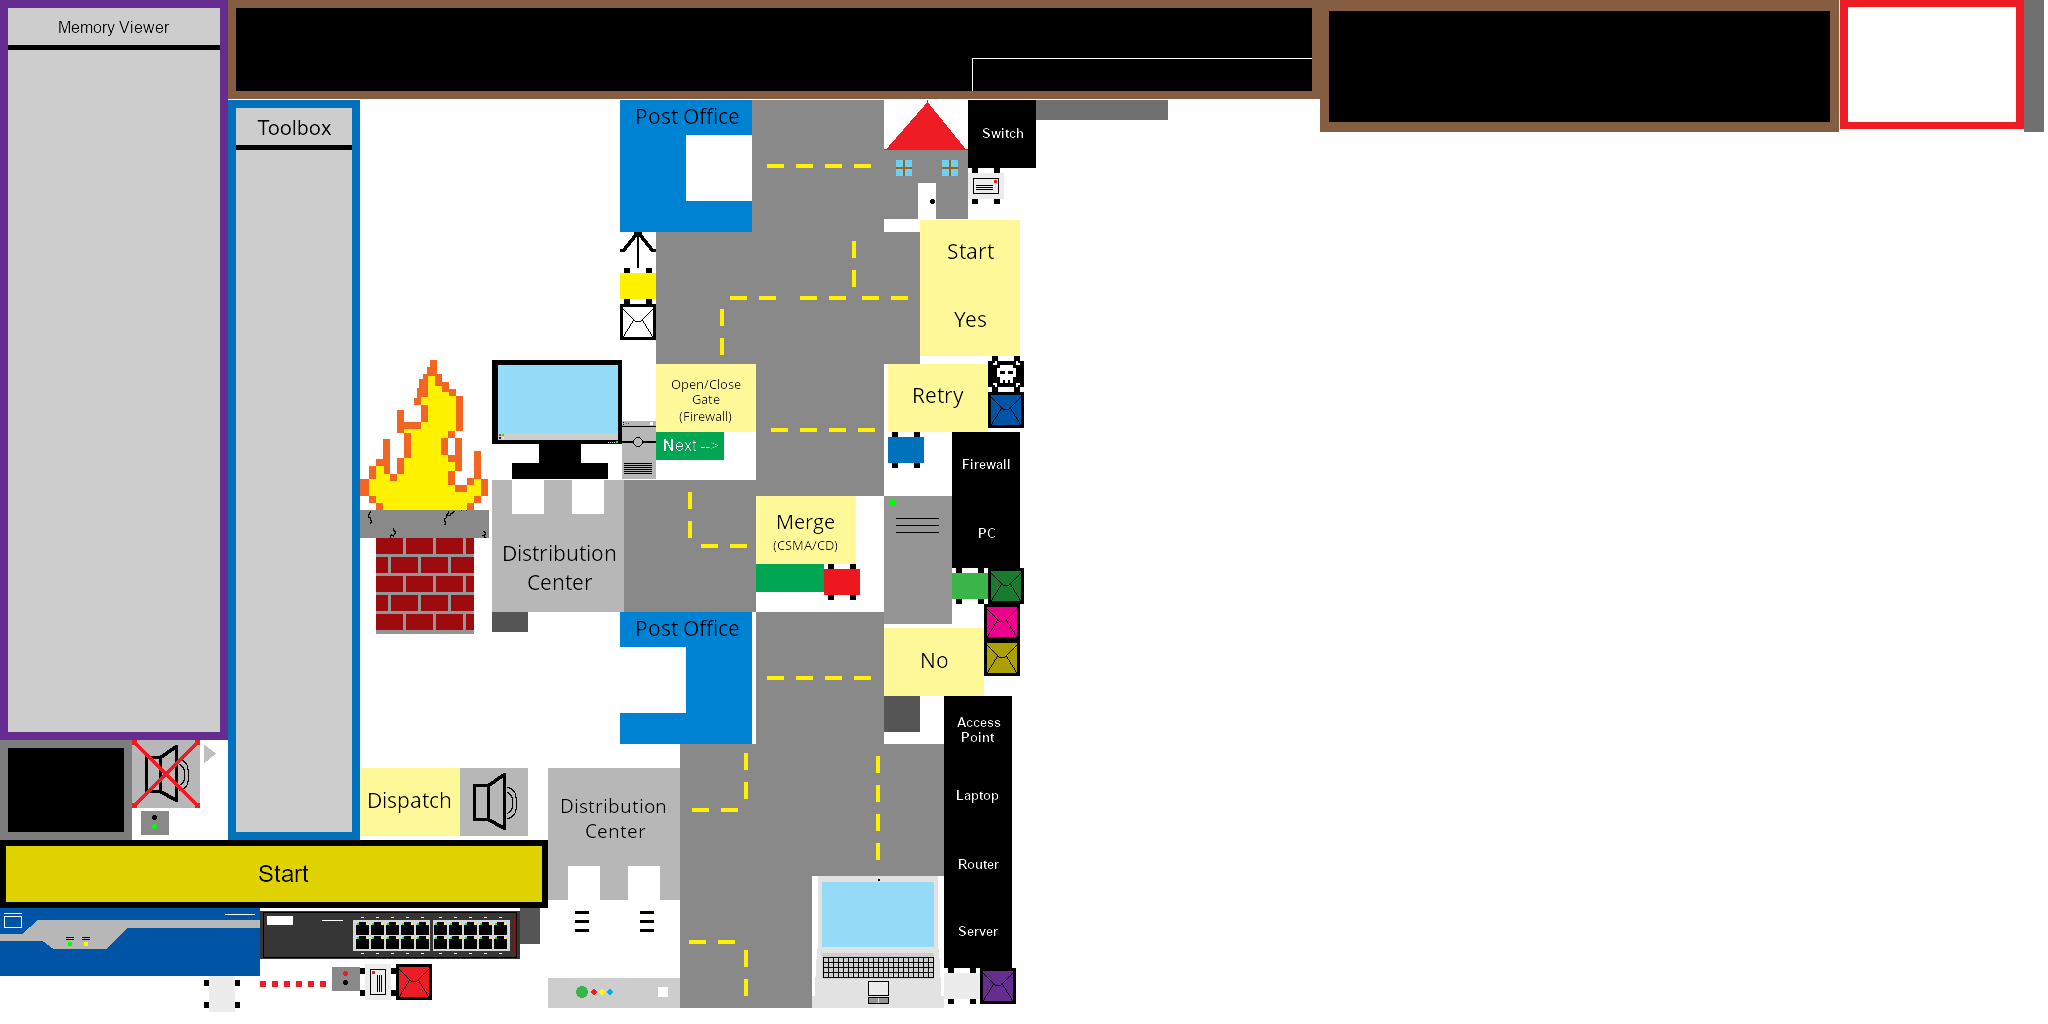 Memory Viewer
Toolbox
Post Office
Switch
Start
Yes
Open/Close
Gate
(Firewall)
Retry
Next -->
Firewall
PC
Merge
(CSMA/CD)
Distribution
Center
Post Office
No
Access
Point
Laptop
Router
Server
Dispatch
Distribution
Center
Start